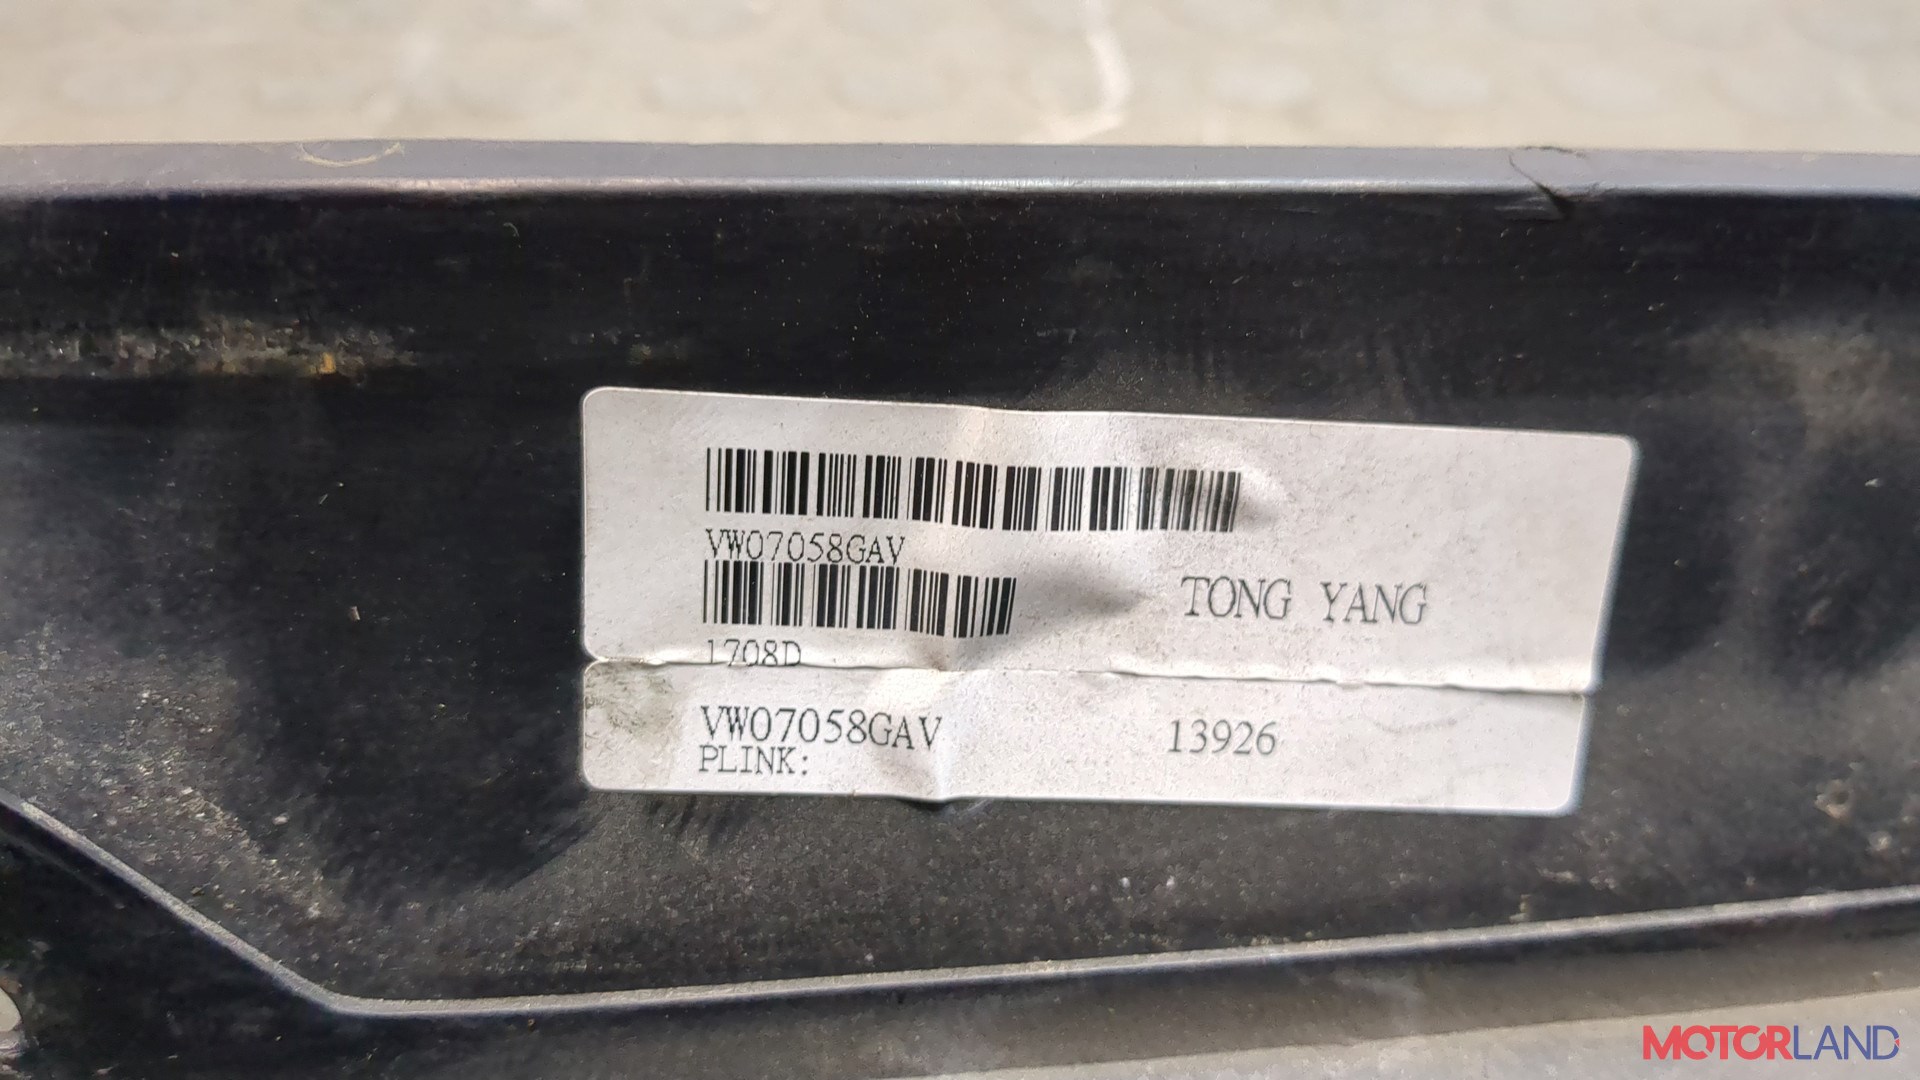 VW07058GAV
TONG YANG
1708D
VW07058GAV 13926
PLINK:
MOTORLAND